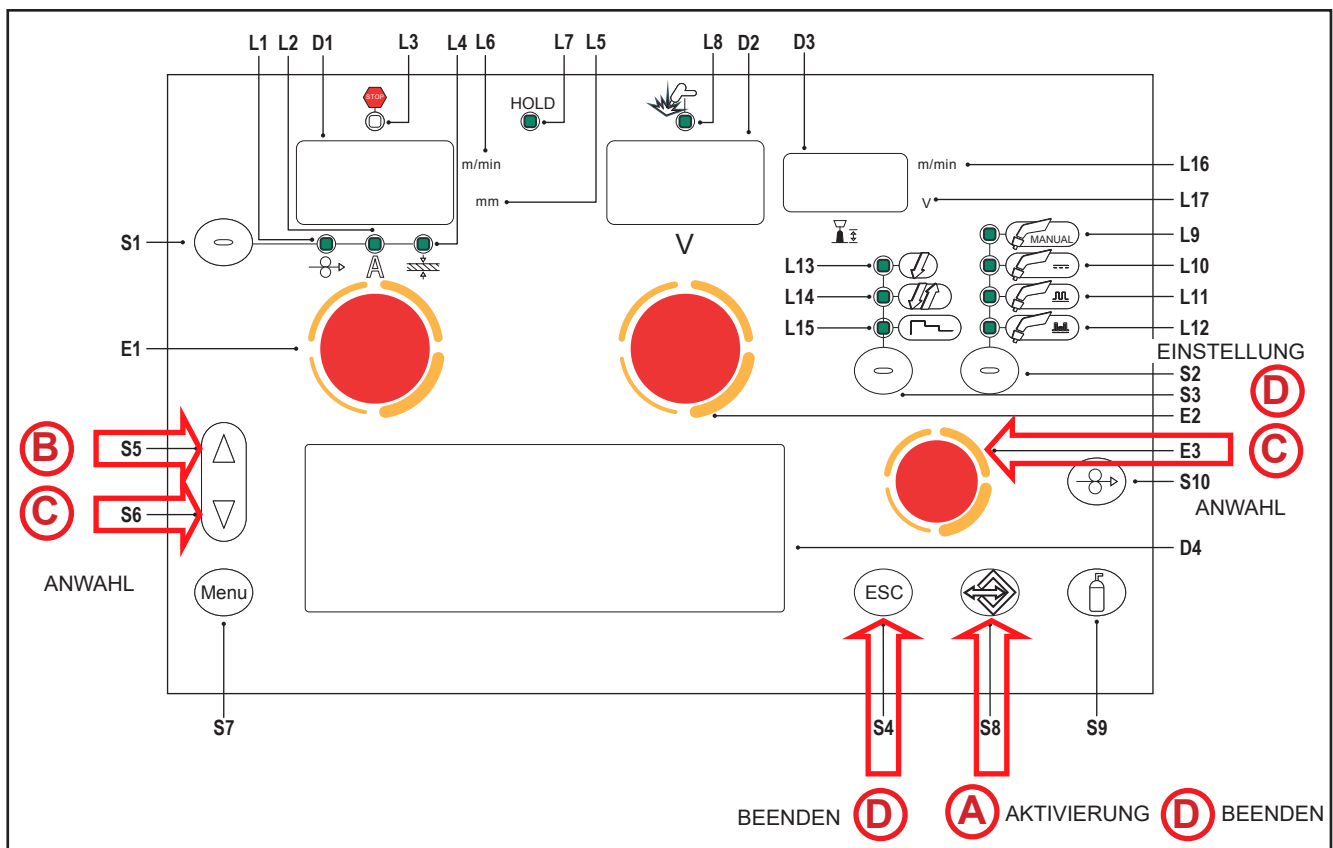 L1 L2 D1 L3 L4 L6 L7 L5 L8 D2 D3
STOP
HOLD
m/min
m/min
L16
mm
V
L17
S1
V
MANUAL
L9
A
L13
L10
L14
L11
L15
L12
E1
EINSTELLUNG
S2
D
S3
E2
B
S5
E3
C
S10
C
S6
ANWAHL
D4
ANWAHL
Menu
ESC
S7
S4
S8
S9
BEENDEN D A AKTIVIERUNG D BEENDEN